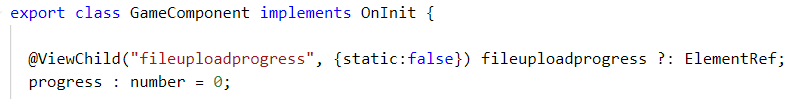 export class GameComponent implements OnInit {
@ViewChild("fileuploadprogress", {static:false}) fileuploadprogress ?: ElementRef;
progress : number = 0;